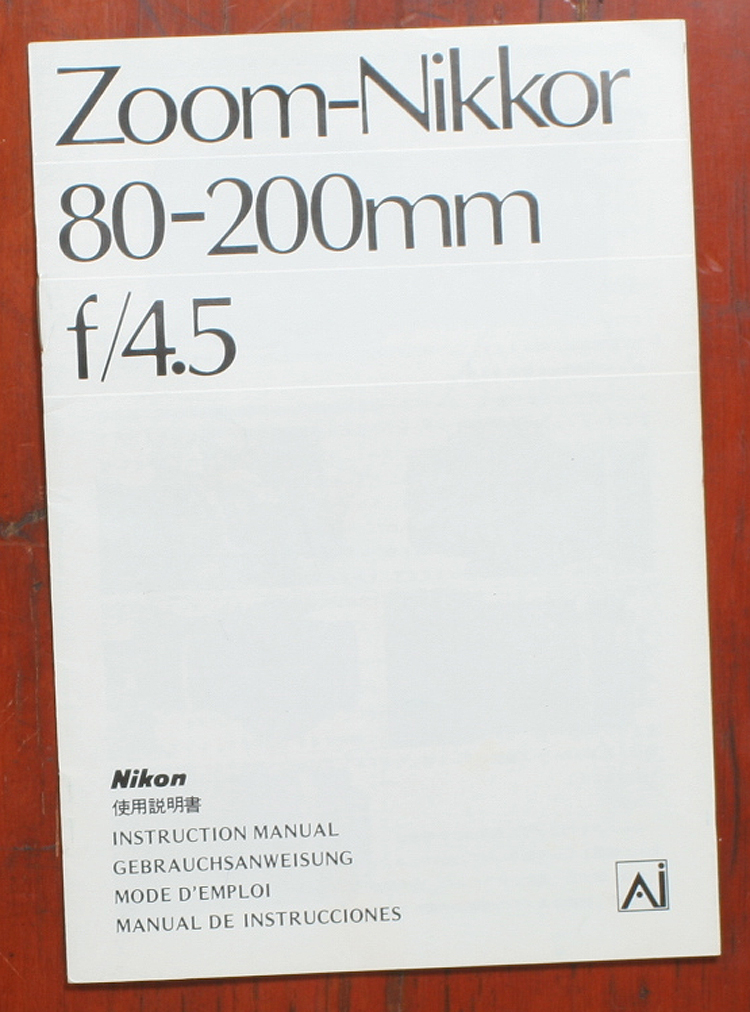 Zoom-Nikkor
80-200mm
f/4.5
Nikon
使用説明書
INSTRUCTION MANUAL
GEBRAUCHSANWEISUNG
MODE D'EMPLOI
MANUAL DE INSTRUCCIONES
Ai